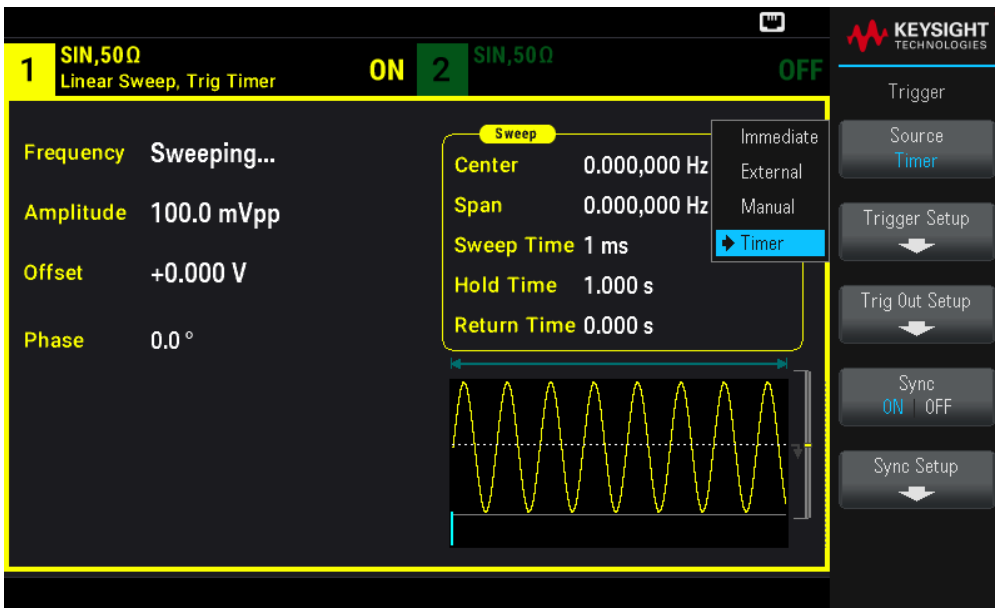 KEYSIGHT
TECHNOLOGIES
1 SIN,50Ω
Linear Sweep, Trig Timer
ON
2 SIN,50Ω
OFF
Frequency Sweeping...
Amplitude 100.0 mVpp
Offset +0.000 V
Phase 0.0 °
Sweep
Center 0.000,000 Hz
Span 0.000,000 Hz
Sweep Time 1 ms
Hold Time 1.000 s
Return Time 0.000 s
Immediate
External
Manual
Timer
Trigger
Source
Timer
Trigger Setup
Trig Out Setup
Sync
ON | OFF
Sync Setup